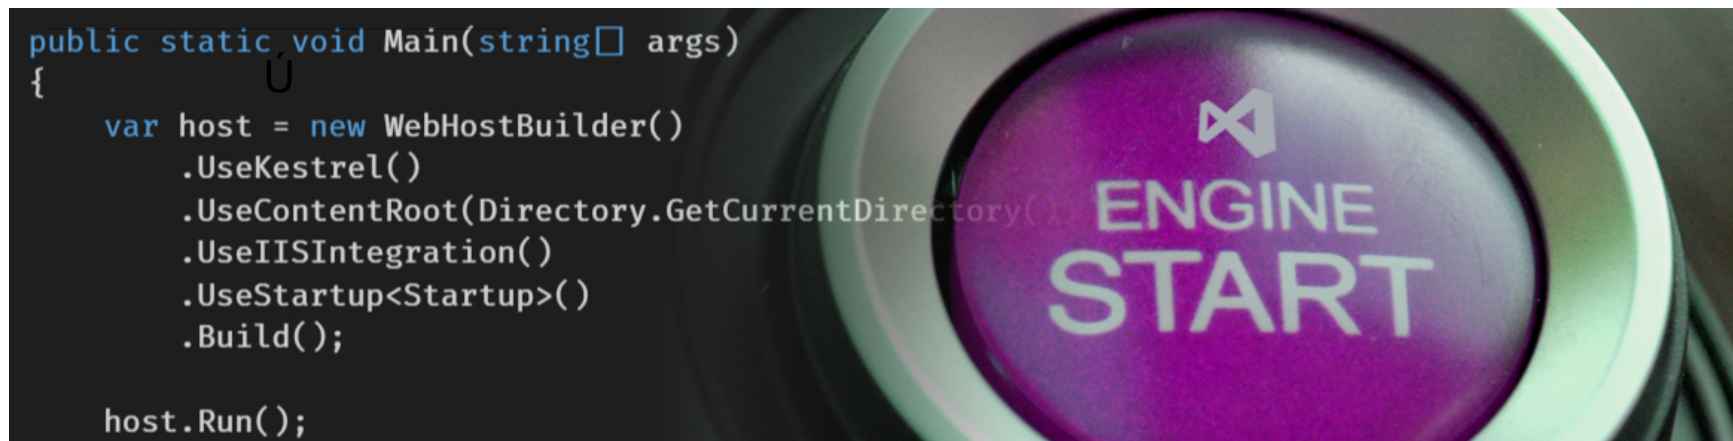 public static void Main(string[] args)
Ú
{
var host = new WebHostBuilder()
.UseKestrel()
.UseContentRoot(Directory.GetCurrentDirectory()
.UseIISIntegration()
.UseStartup<Startup>()
.Build();
host.Run();
ENGINE
START